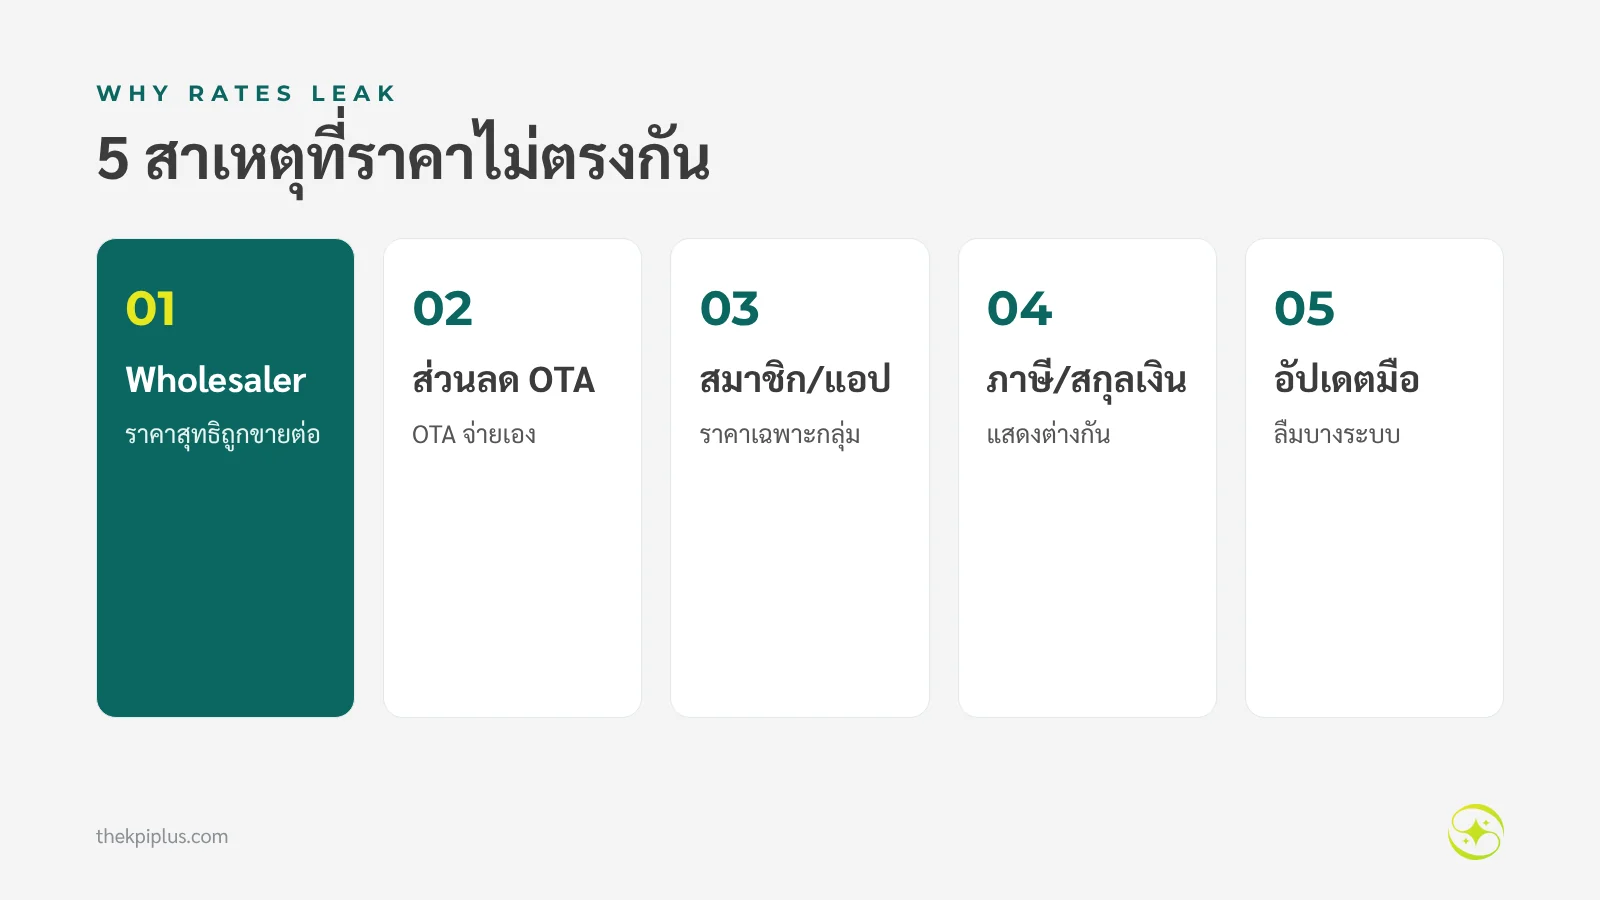 WHY RATES LEAK
5 สาเหตุที่ราคาไม่ตรงกัน
01
Wholesaler
ราคาสุทธิถูกขายต่อ
02
ส่วนลด OTA
OTA จ่ายเอง
03
สมาชิก/แอป
ราคาเฉพาะกลุ่ม
04
ภาษี/สกุลเงิน
แสดงต่างกัน
05
อัปเดตมือ
ลืมบางระบบ
thekpiplus.com